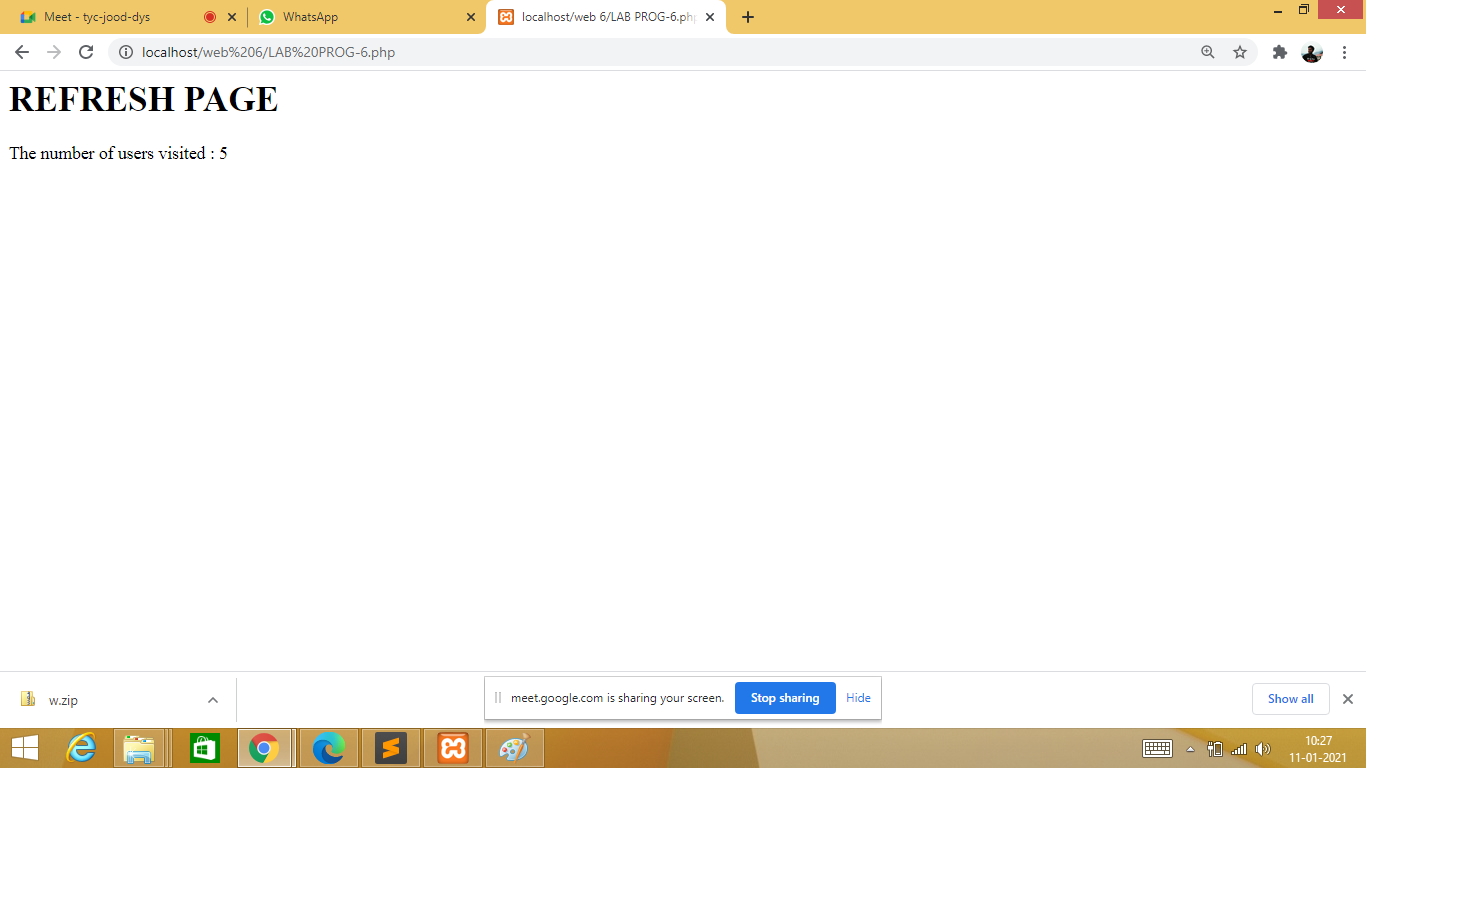 Meet - tyc-jood-dys
WhatsApp
localhost/web 6/LAB PROG-6.php
localhost/web%206/LAB%20PROG-6.php
REFRESH PAGE
The number of users visited : 5
w.zip
meet.google.com is sharing your screen.
Stop sharing
Hide
Show all
10:27
11-01-2021